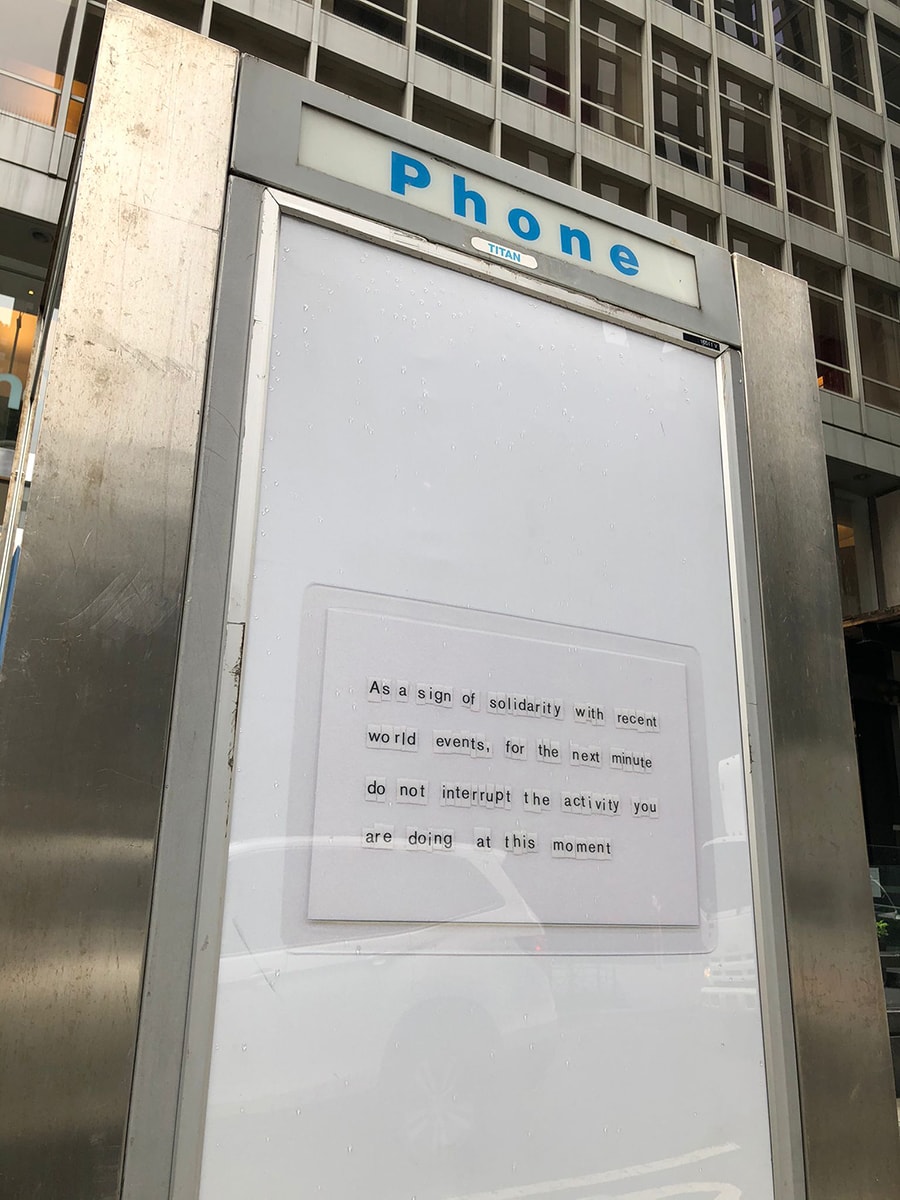 Phone
TITAN
As a sign of solidarity with recent
world events, for the next minute
do not interrupt the activity you
are doing at this moment